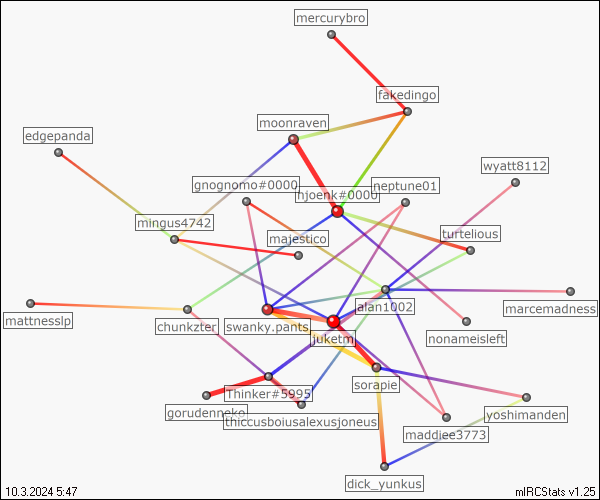 mercurybro
fakedingo
moonraven
edgepanda
wyatt8112
gnognomo#0000
neptune01
hjoenk#0000
mingus4742
turtelious
majestico
alan1002
marcemadness
mattnesslp
chunkzter
swanky.pants
juketm
nonameisleft
Thinker#5995
sorapie
gorudenneko
thiccusboiusalexusjoneus
yoshimanden
maddiee3773
dick_yunkus
10.3.2024 5:47
mIRCStats v1.25